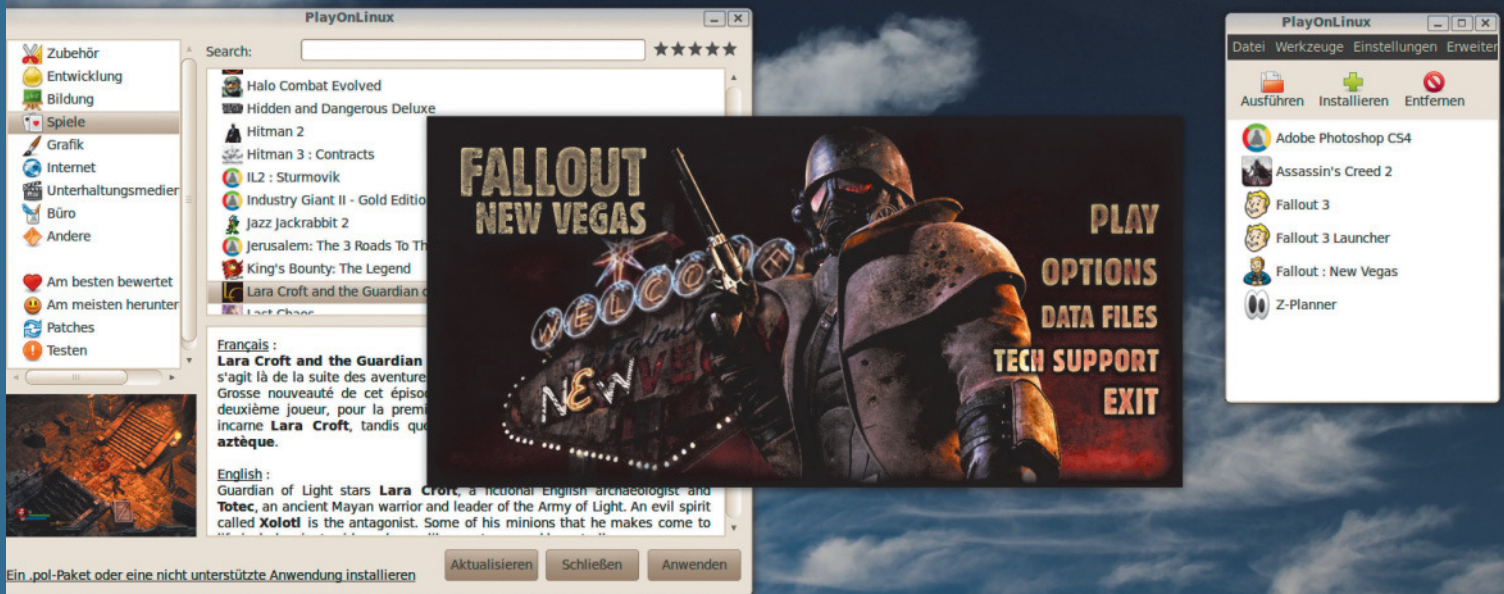 PlayOnLinux
Zubehör
Entwicklung
Bildung
Spiele
Grafik
Internet
Unterhaltungsmedien
Büro
Andere
Am besten bewertet
Am meisten herunter
Patches
Testen
Search:
Halo Combat Evolved
Hidden and Dangerous Deluxe
Hitman 2
Hitman 3 : Contracts
IL2 : Sturmovik
Industry Giant II - Gold Editio
Jazz Jackrabbit 2
Jerusalem: The 3 Roads To Th
King's Bounty: The Legend
Lara Croft and the Guardian
Last Chaos
Français :
Lara Croft and the Guardian
s'agit là de la suite des aventure
Grosse nouveauté de cet épiso
deuxième joueur, pour la premi
incarne Lara Croft, tandis que
aztèque.
English :
Guardian of Light stars Lara Croft, a fictional English archaeologist and
Totec, an ancient Mayan warrior and leader of the Army of Light. An evil spirit
called Xolotl is the antagonist. Some of his minions that he makes come to
Ein .pol-Paket oder eine nicht unterstützte Anwendung installieren
Aktualisieren
Schließen
Anwenden
FALLOUT
NEW VEGAS
WELCOME
NEW VEGAS
PLAY
OPTIONS
DATA FILES
TECH SUPPORT
EXIT
PlayOnLinux
Datei Werkzeuge Einstellungen Erweiter
Ausführen Installieren Entfernen
Adobe Photoshop CS4
Assassin's Creed 2
Fallout 3
Fallout 3 Launcher
Fallout : New Vegas
Z-Planner